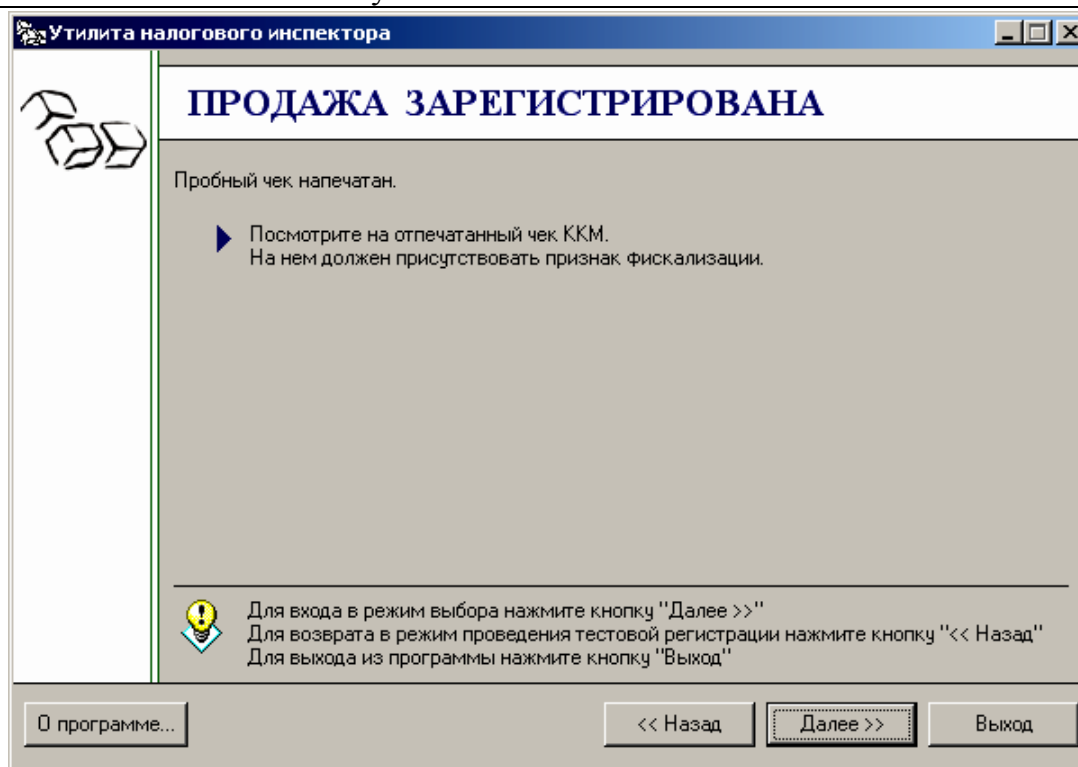 Утилита налогового инспектора
ПРОДАЖА ЗАРЕГИСТРИРОВАНА
Пробный чек напечатан.
Посмотрите на отпечатанный чек ККМ.
На нем должен присутствовать признак фискализации.
Для входа в режим выбора нажмите кнопку "Далее >>"
Для возврата в режим проведения тестовой регистрации нажмите кнопку "<< Назад"
Для выхода из программы нажмите кнопку "Выход"
О программе...
<< Назад
Далее >>
Выход